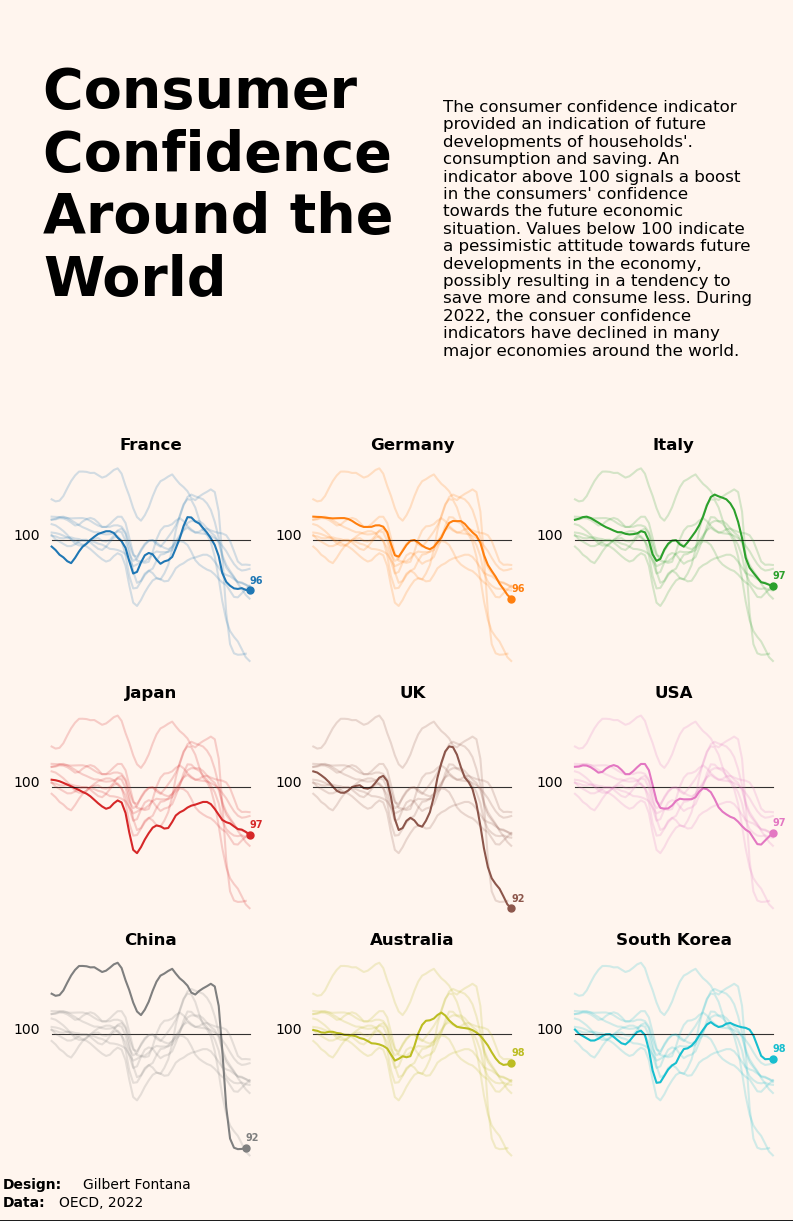 Consumer
Confidence
Around the
World
The consumer confidence indicator
provided an indication of future
developments of households'.
consumption and saving. An
indicator above 100 signals a boost
in the consumers' confidence
towards the future economic
situation. Values below 100 indicate
a pessimistic attitude towards future
developments in the economy,
possibly resulting in a tendency to
save more and consume less. During
2022, the consuer confidence
indicators have declined in many
major economies around the world.
France
100
96
Germany
100
96
Italy
100
97
Japan
100
97
UK
100
92
USA
100
97
China
100
92
Australia
100
98
South Korea
100
98
Design: Gilbert Fontana
Data: OECD, 2022